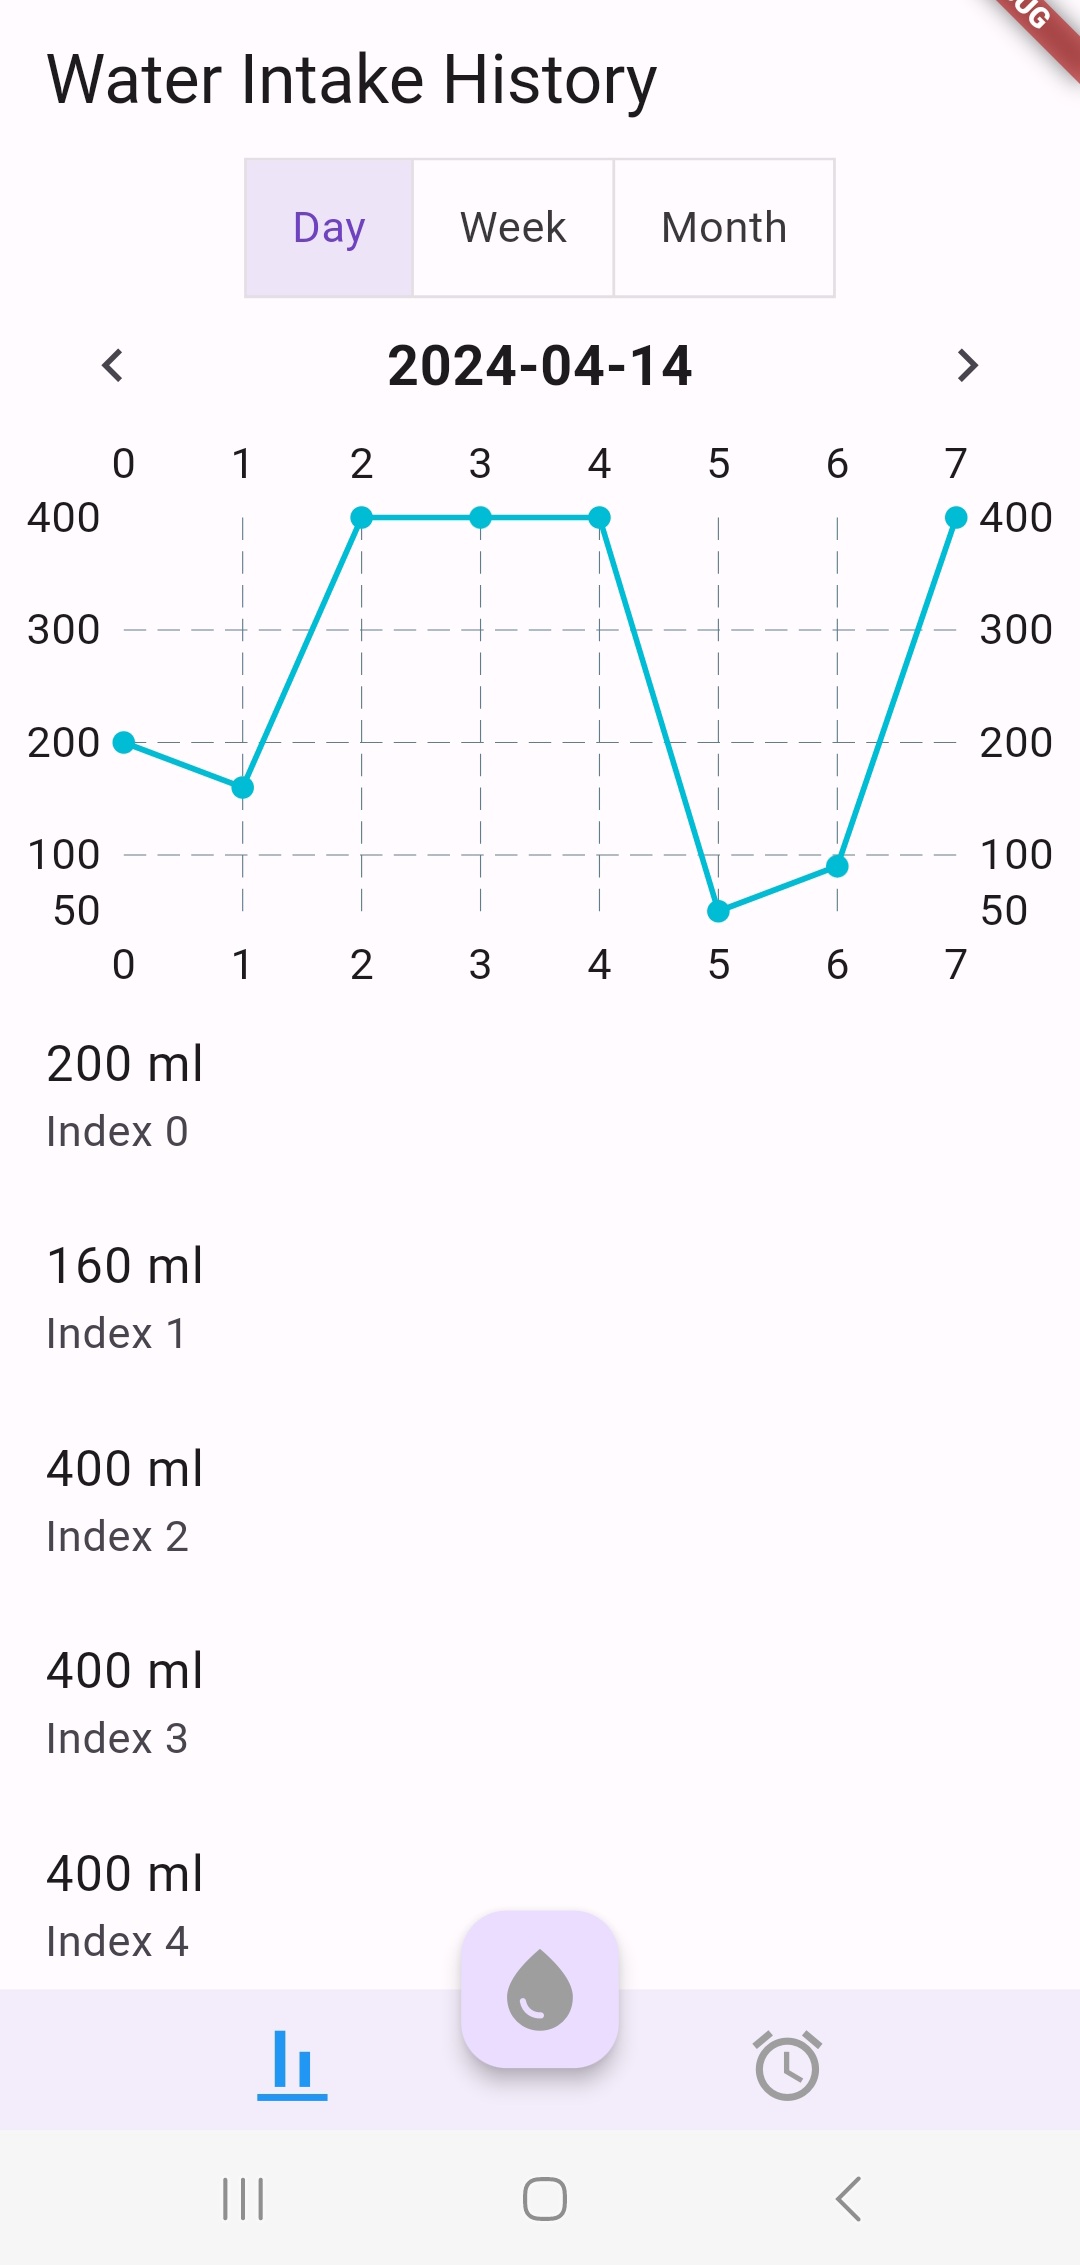 Water Intake History
Day Week Month
2024-04-14
0 1 2 3 4 5 6 7
400 400
300 300
200 200
100 100
50 50
0 1 2 3 4 5 6 7
200 ml
Index 0
160 ml
Index 1
400 ml
Index 2
400 ml
Index 3
400 ml
Index 4